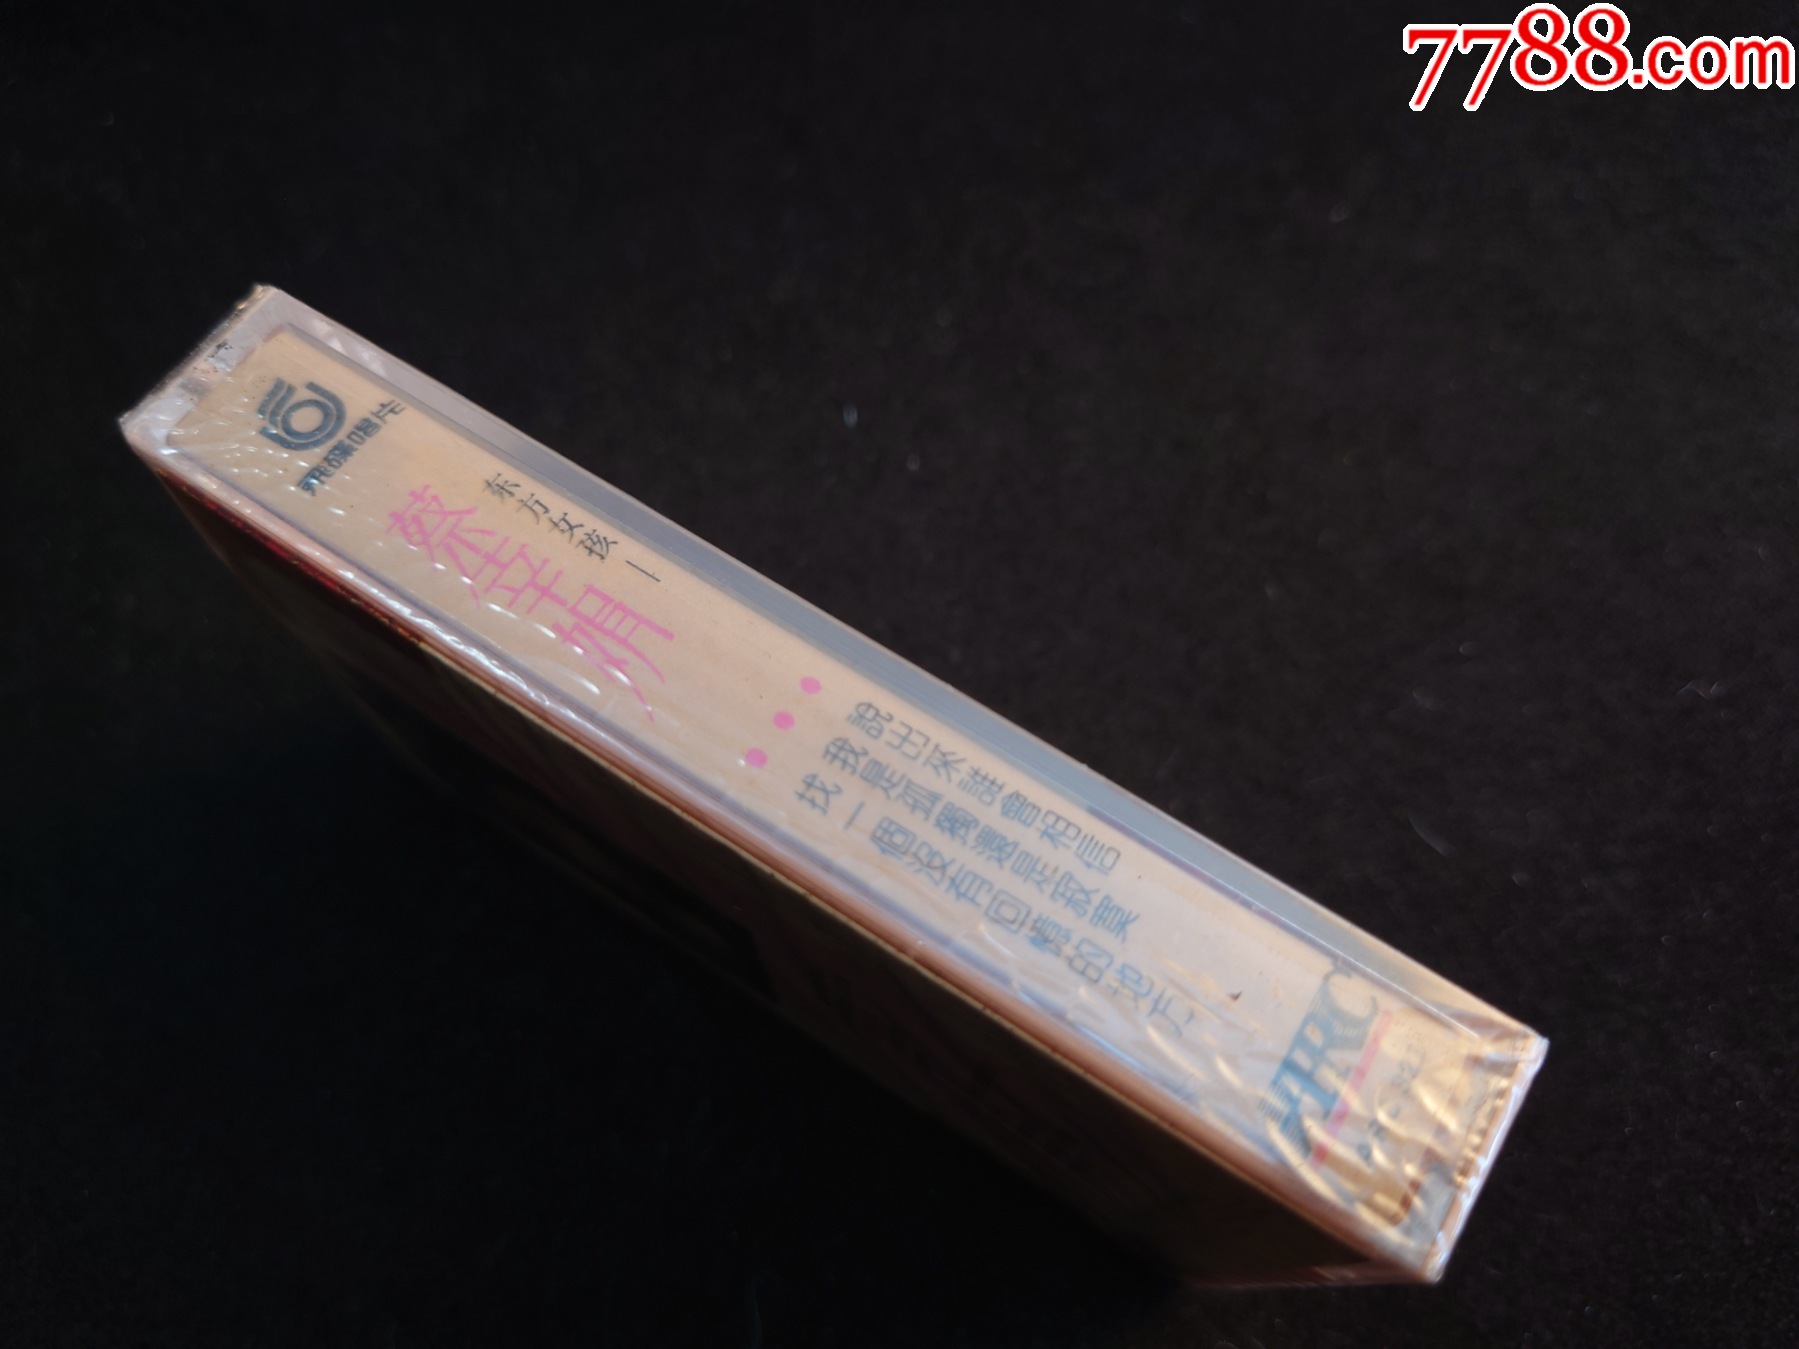 7788.com
飛碟唱片
东方女孩—
蔡幸娟
說出來誰會相信
我是孤獨還是寂寞
找一個沒有回憶的地方
HRC